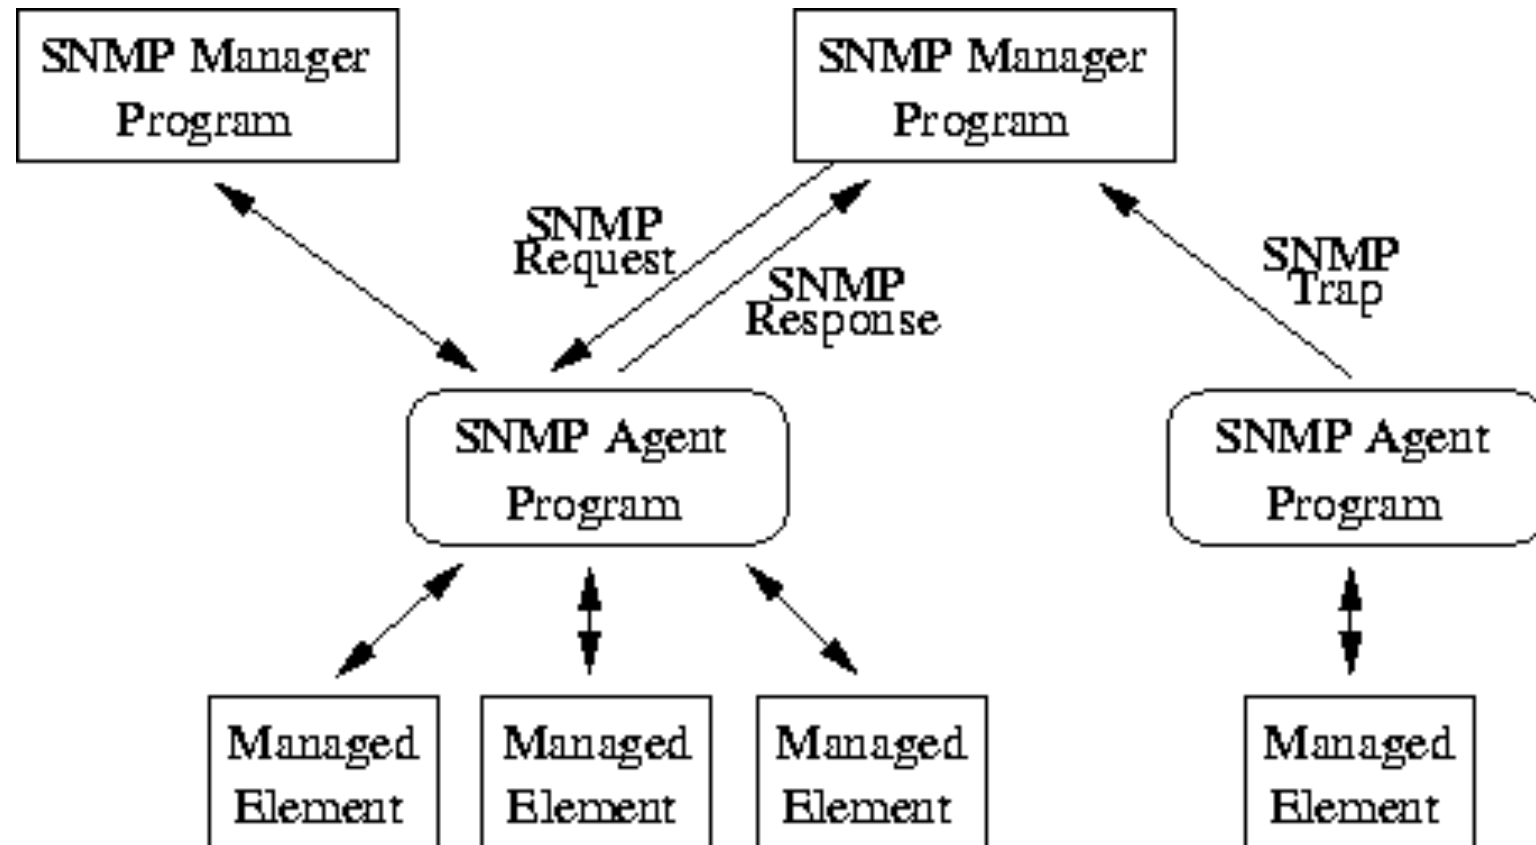 SNMP Manager
Program
SNMP Manager
Program
SNMP
Request
SNMP
Response
SNMP
Trap
SNMP Agent
Program
SNMP Agent
Program
Managed
Element
Managed
Element
Managed
Element
Managed
Element